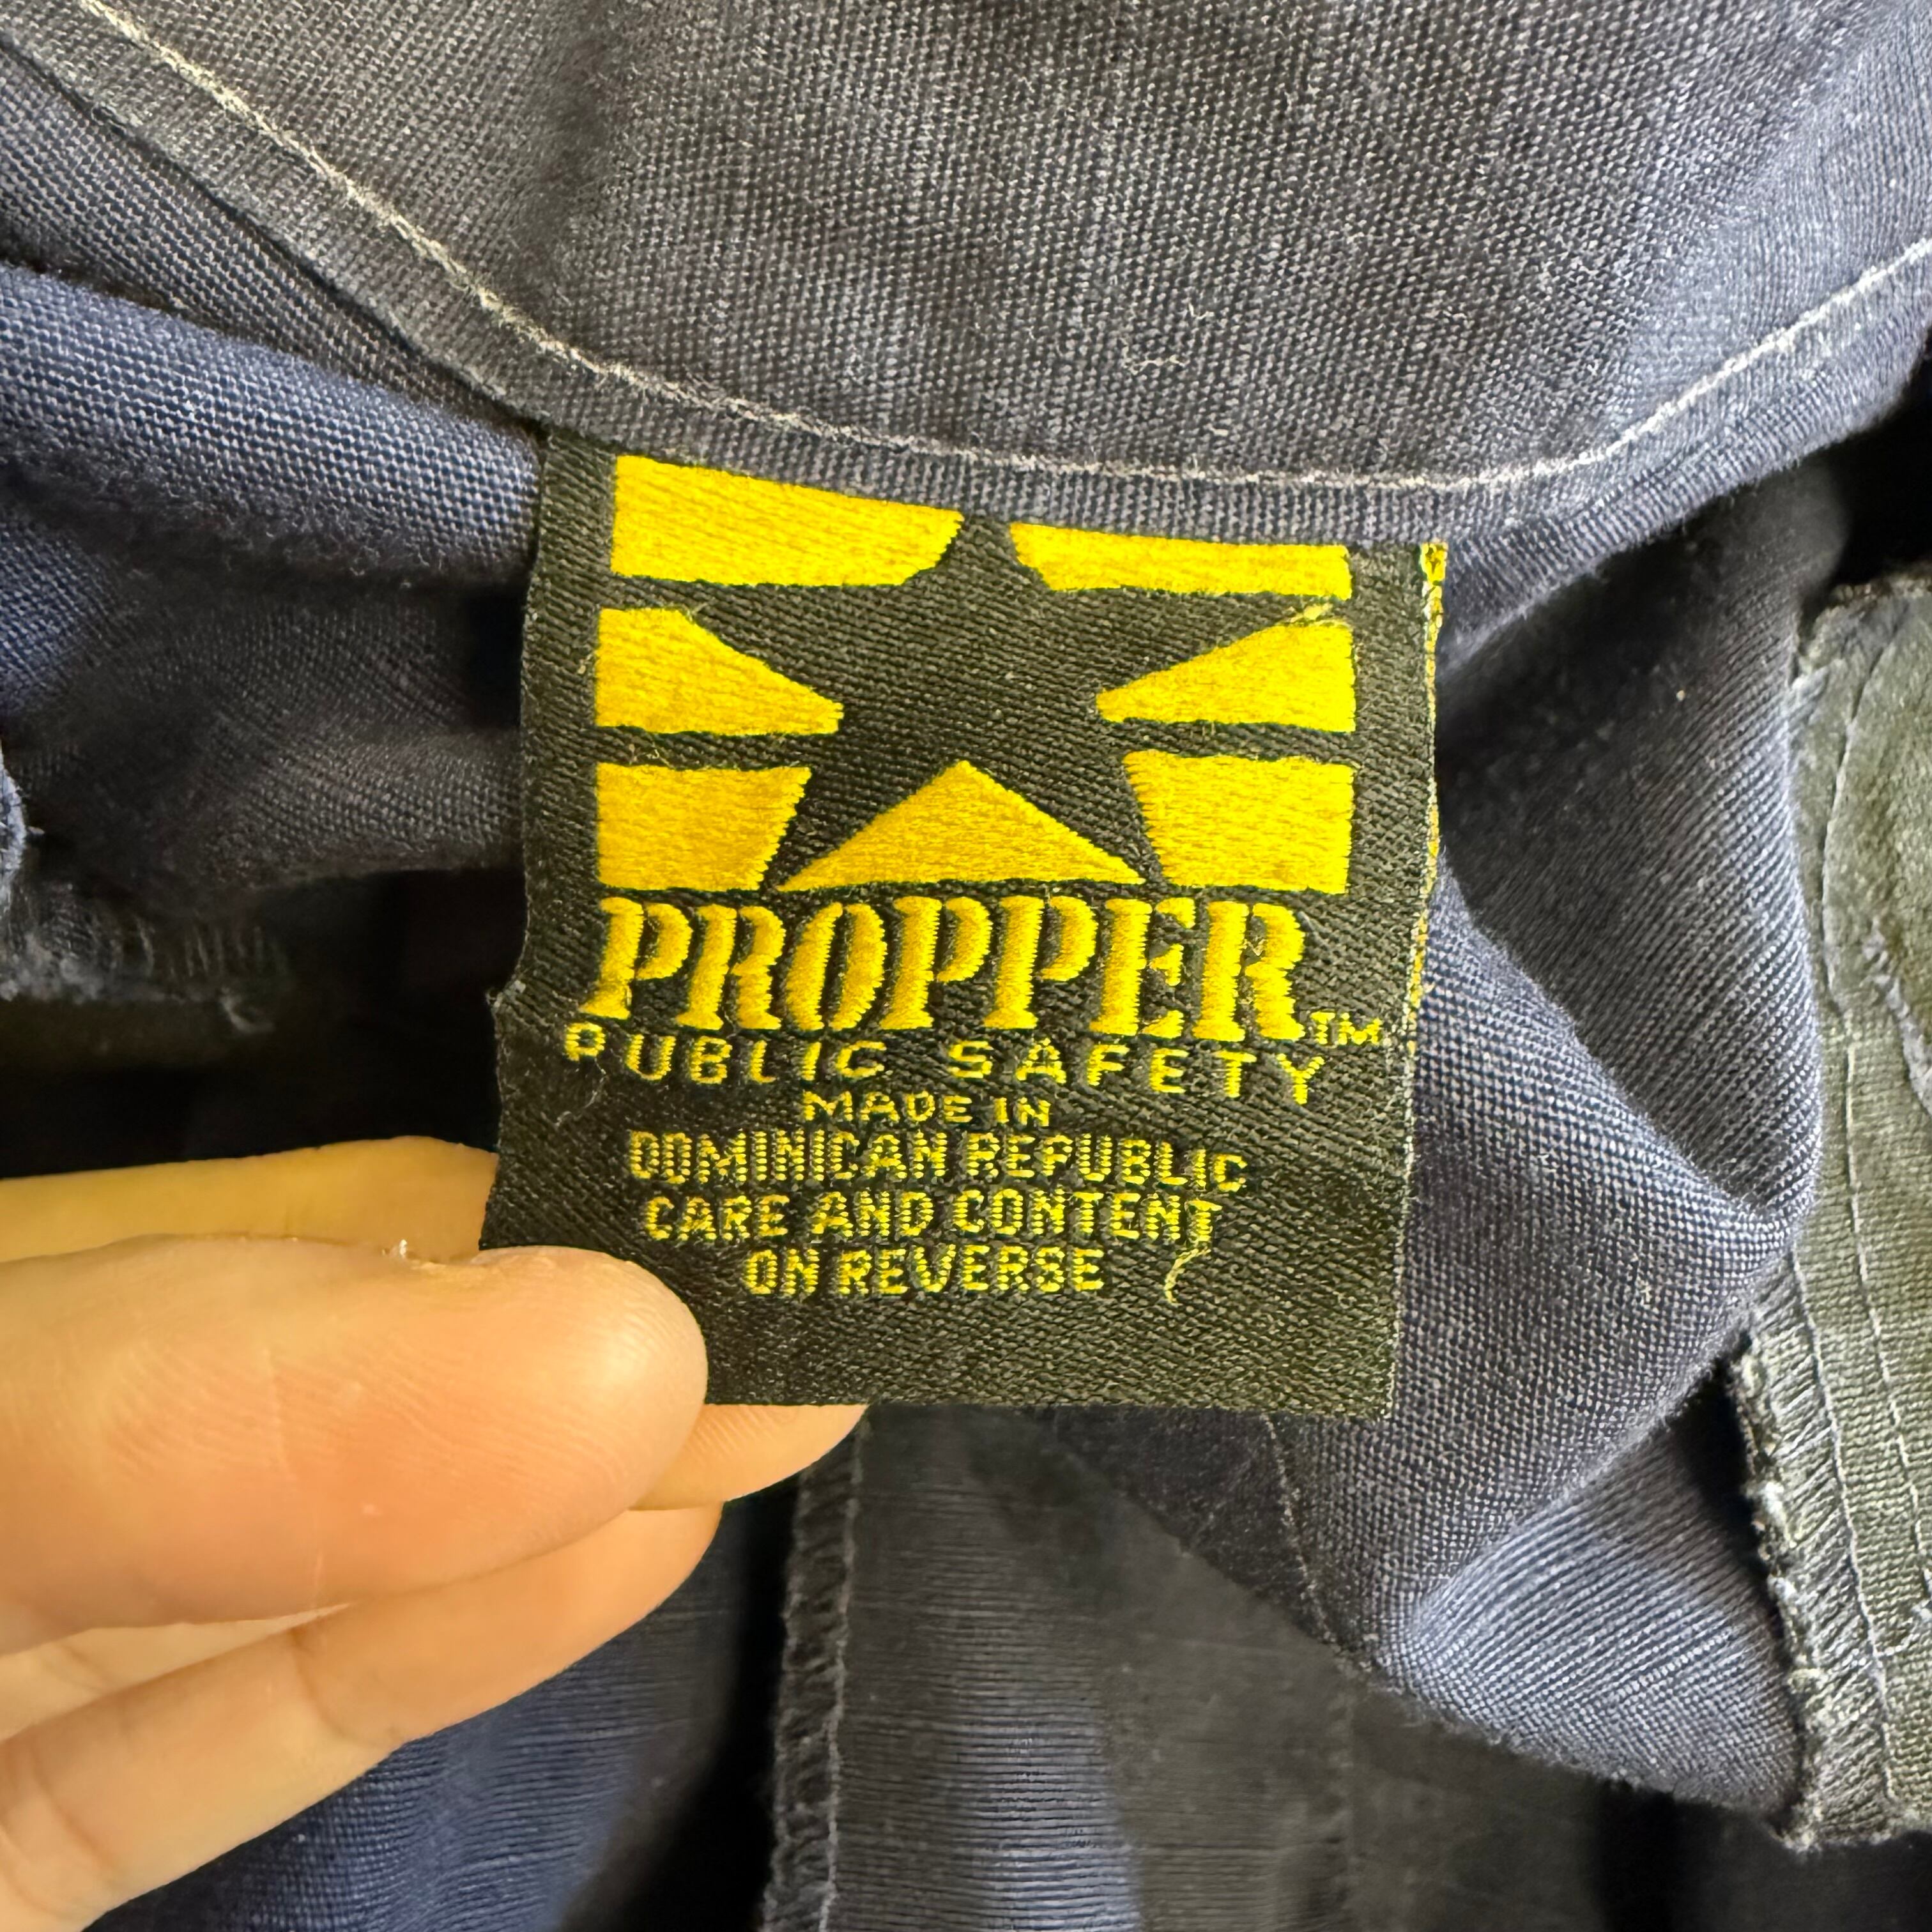 PROPPER™
PUBLIC SAFETY
MADE IN
DOMINICAN REPUBLIC
CARE AND CONTENT
ON REVERSE